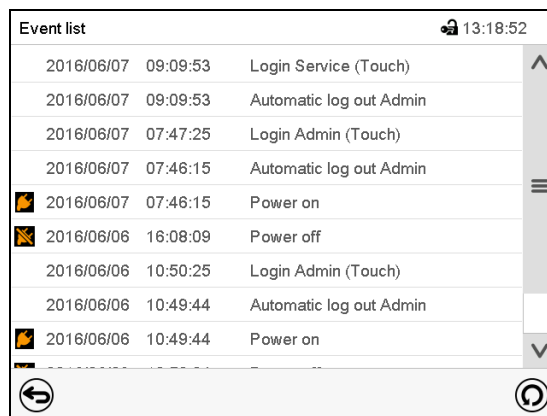 Event list 13:18:52
2016/06/07 09:09:53 Login Service (Touch)
2016/06/07 09:09:53 Automatic log out Admin
2016/06/07 07:47:25 Login Admin (Touch)
2016/06/07 07:46:15 Automatic log out Admin
2016/06/07 07:46:15 Power on
2016/06/06 16:08:09 Power off
2016/06/06 10:50:25 Login Admin (Touch)
2016/06/06 10:49:44 Automatic log out Admin
2016/06/06 10:49:44 Power on